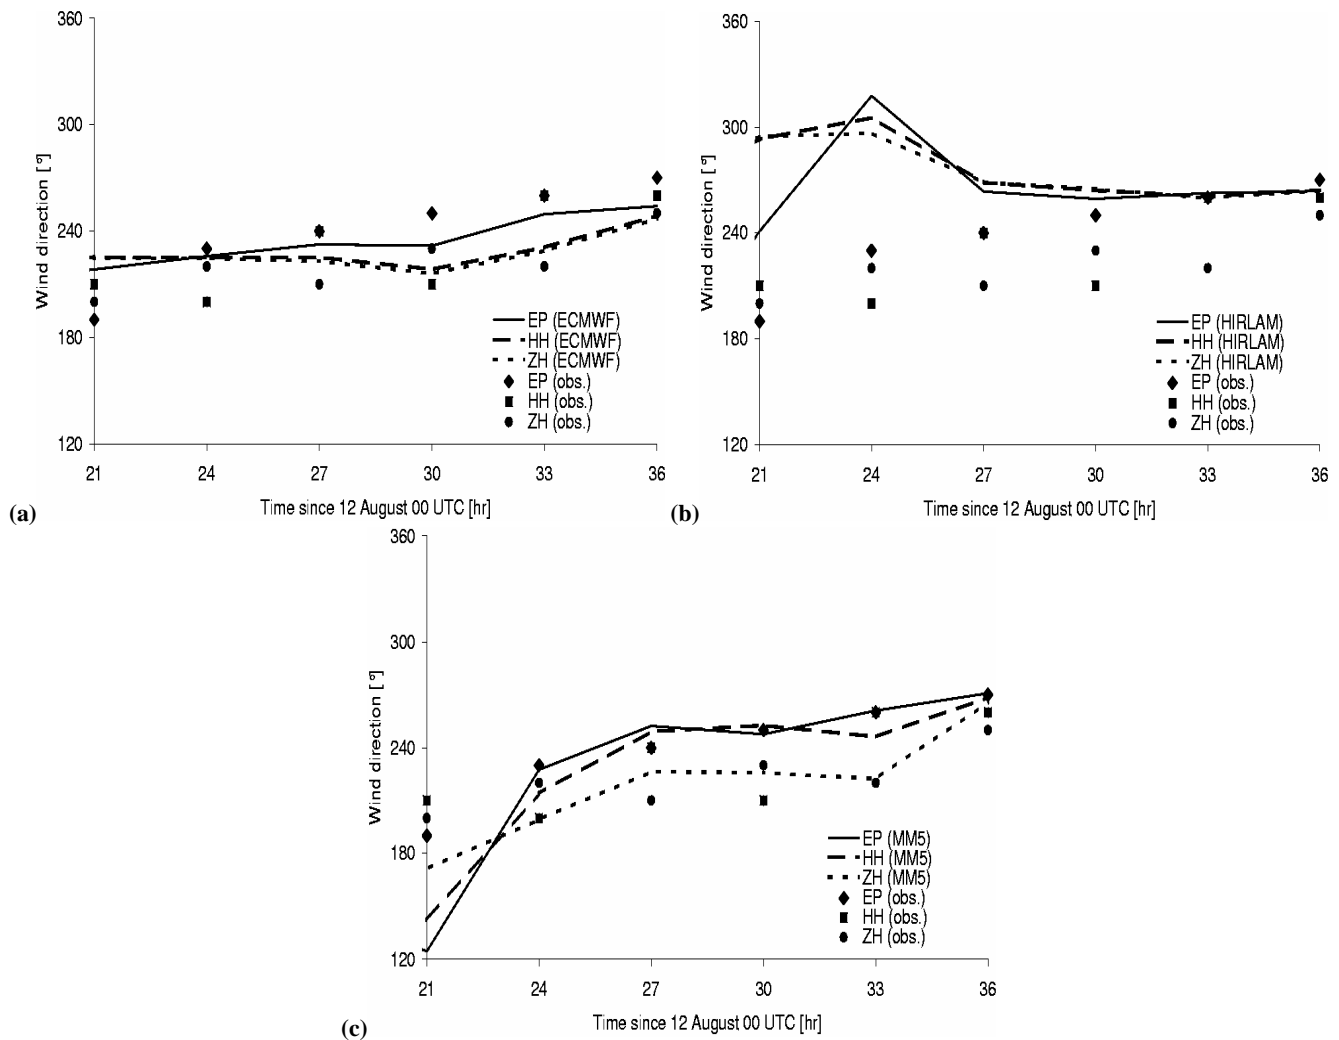 360
300
240
180
120
Wind direction [ º]
EP (ECMWF)
HH (ECMWF)
ZH (ECMWF)
EP (obs.)
HH (obs.)
ZH (obs.)
21 24 27 30 33 36
Time since 12 August 00 UTC [hr]
(a)
360
300
240
180
120
Wind direction [ º]
EP (HIRLAM)
HH (HIRLAM)
ZH (HIRLAM)
EP (obs.)
HH (obs.)
ZH (obs.)
21 24 27 30 33 36
Time since 12 August 00 UTC [hr]
(b)
360
300
240
180
120
Wind direction [ º]
EP (MM5)
HH (MM5)
ZH (MM5)
EP (obs.)
HH (obs.)
ZH (obs.)
21 24 27 30 33 36
Time since 12 August 00 UTC [hr]
(c)